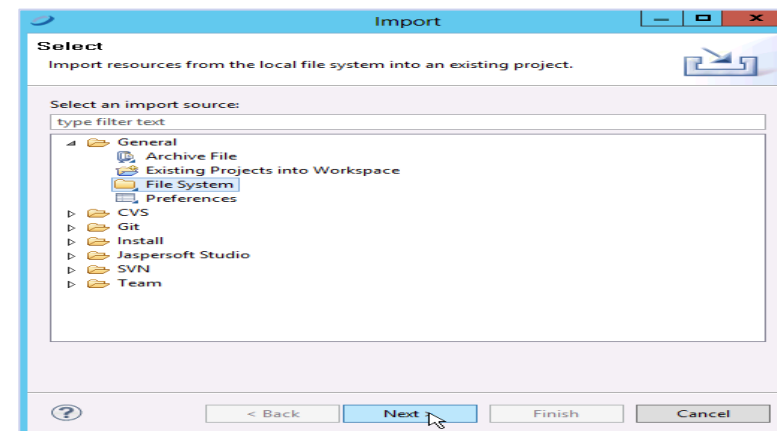 Import
Select
Import resources from the local file system into an existing project.
Select an import source:
type filter text
General
Archive File
Existing Projects into Workspace
File System
Preferences
CVS
Git
Install
Jaspersoft Studio
SVN
Team
? < Back Next > Finish Cancel